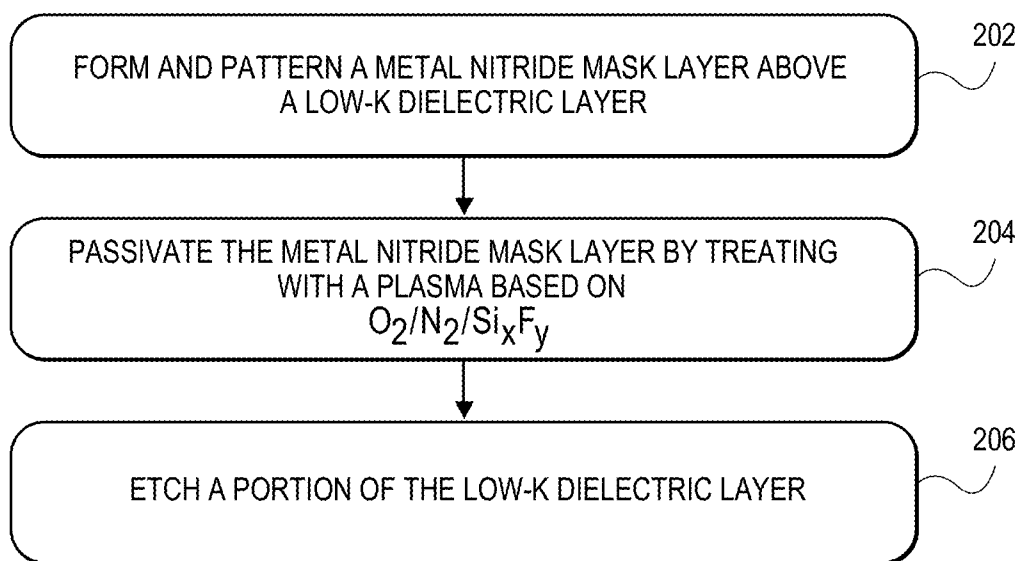 202
FORM AND PATTERN A METAL NITRIDE MASK LAYER ABOVE
A LOW-K DIELECTRIC LAYER
204
PASSIVATE THE METAL NITRIDE MASK LAYER BY TREATING
WITH A PLASMA BASED ON
O₂/N₂/SiₓFy
206
ETCH A PORTION OF THE LOW-K DIELECTRIC LAYER